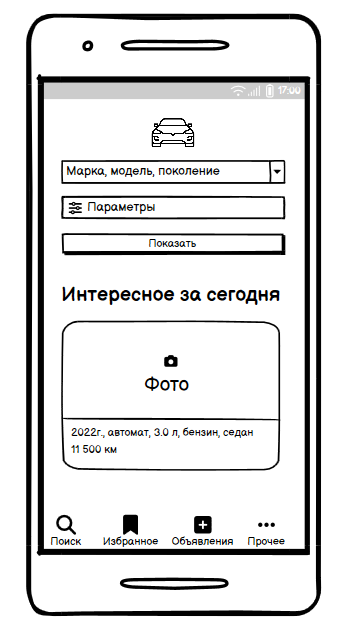 17:00
Марка, модель, поколение
Параметры
Показать
Интересное за сегодня
Фото
2022г., автомат, 3.0 л, бензин, седан
11 500 км
Поиск Избранное Объявления Прочее